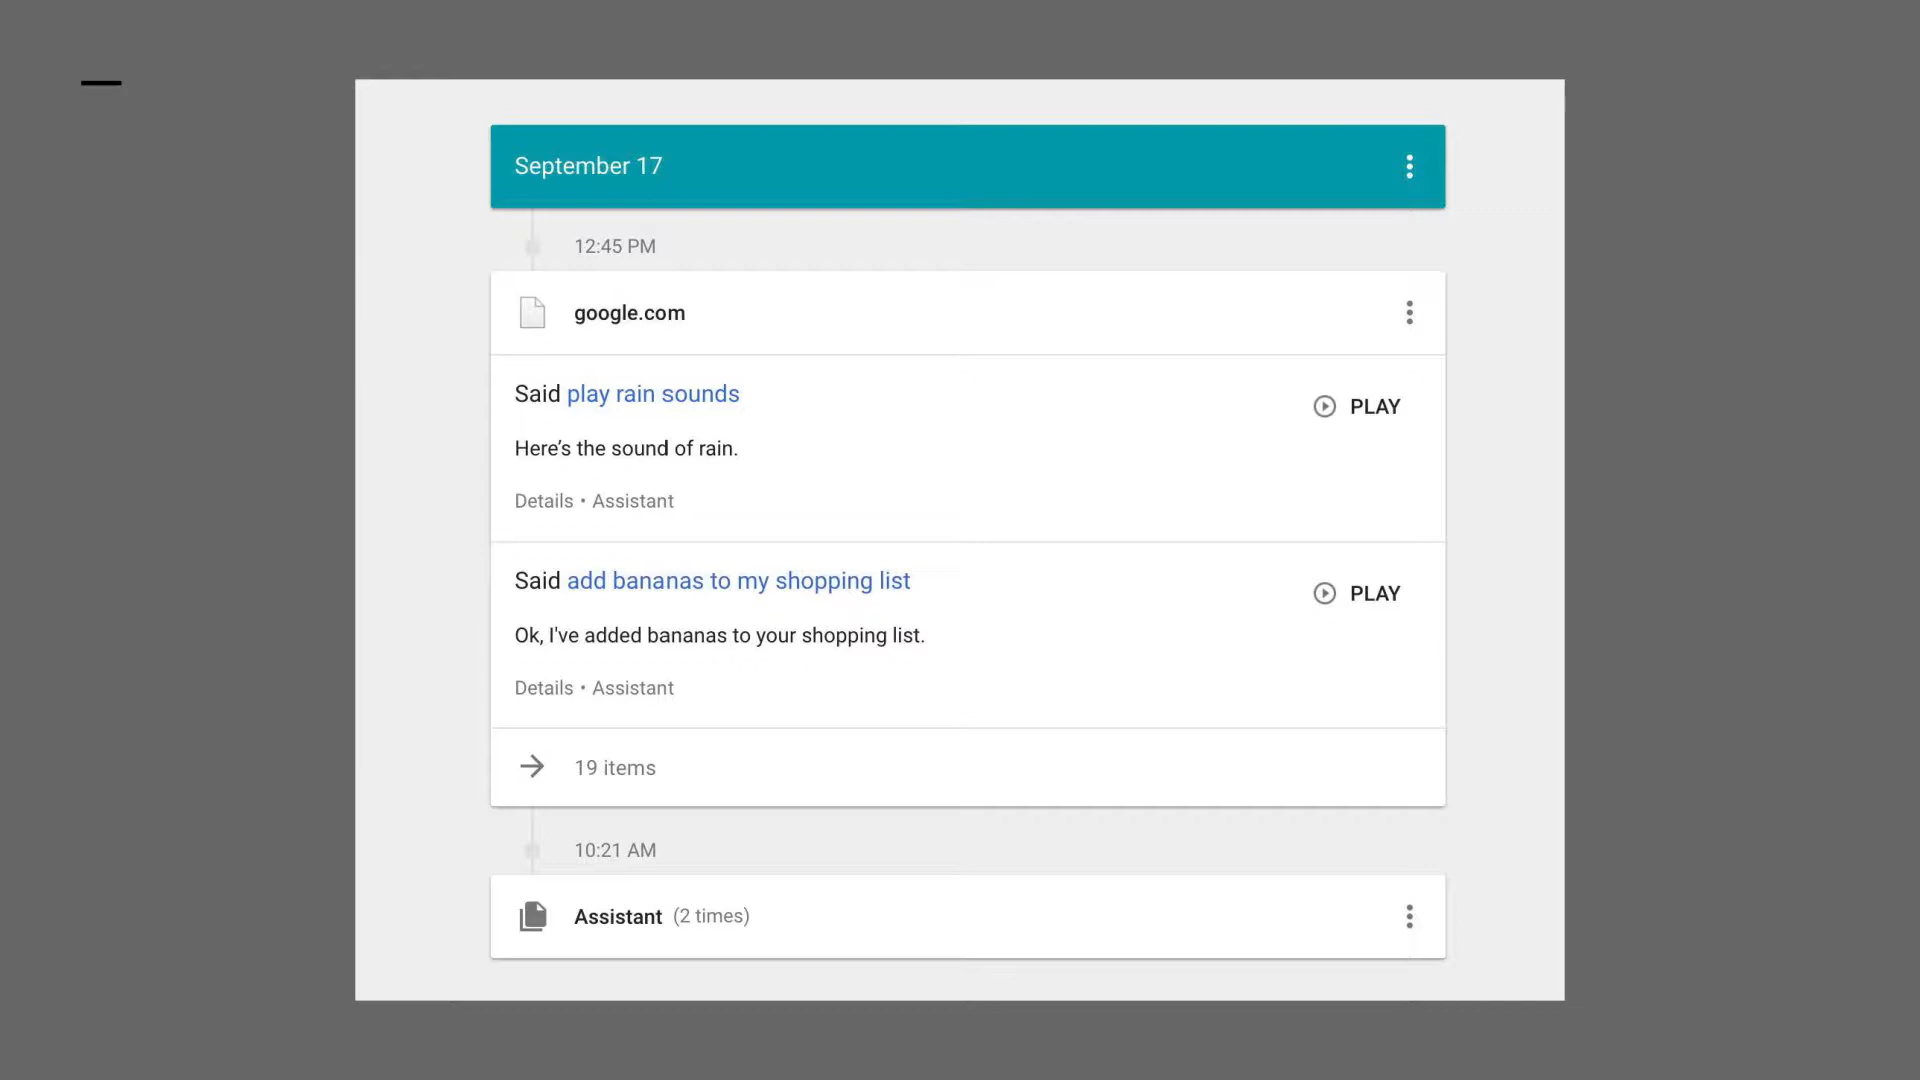 September 17
12:45 PM
google.com
Said play rain sounds
PLAY
Here’s the sound of rain.
Details • Assistant
Said add bananas to my shopping list
PLAY
Ok, I've added bananas to your shopping list.
Details • Assistant
19 items
10:21 AM
Assistant (2 times)